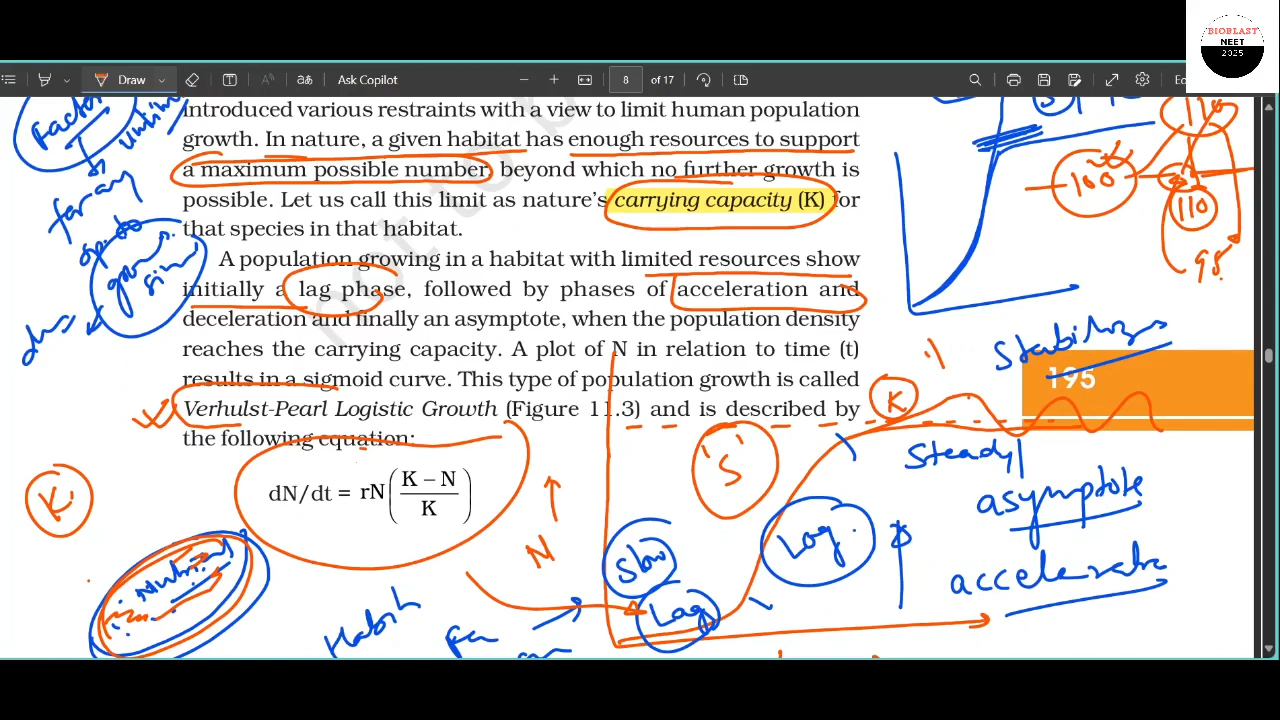 BIOBLAST
NEET
2025
Draw
Ask Copilot
8 of 17
introduced various restraints with a view to limit human population
growth. In nature, a given habitat has enough resources to support
a maximum possible number, beyond which no further growth is
possible. Let us call this limit as nature's carrying capacity (K) for
that species in that habitat.
A population growing in a habitat with limited resources show
initially a lag phase, followed by phases of acceleration and
deceleration and finally an asymptote, when the population density
reaches the carrying capacity. A plot of N in relation to time (t)
results in a sigmoid curve. This type of population growth is called
Verhulst-Pearl Logistic Growth (Figure 11.3) and is described by
the following equation:
dN/dt = rN((K – N)/K)
195
Factor
for any
110
100
110
98
K
Steady
asymptote
'S'
K
N
Slow
Lag
Log